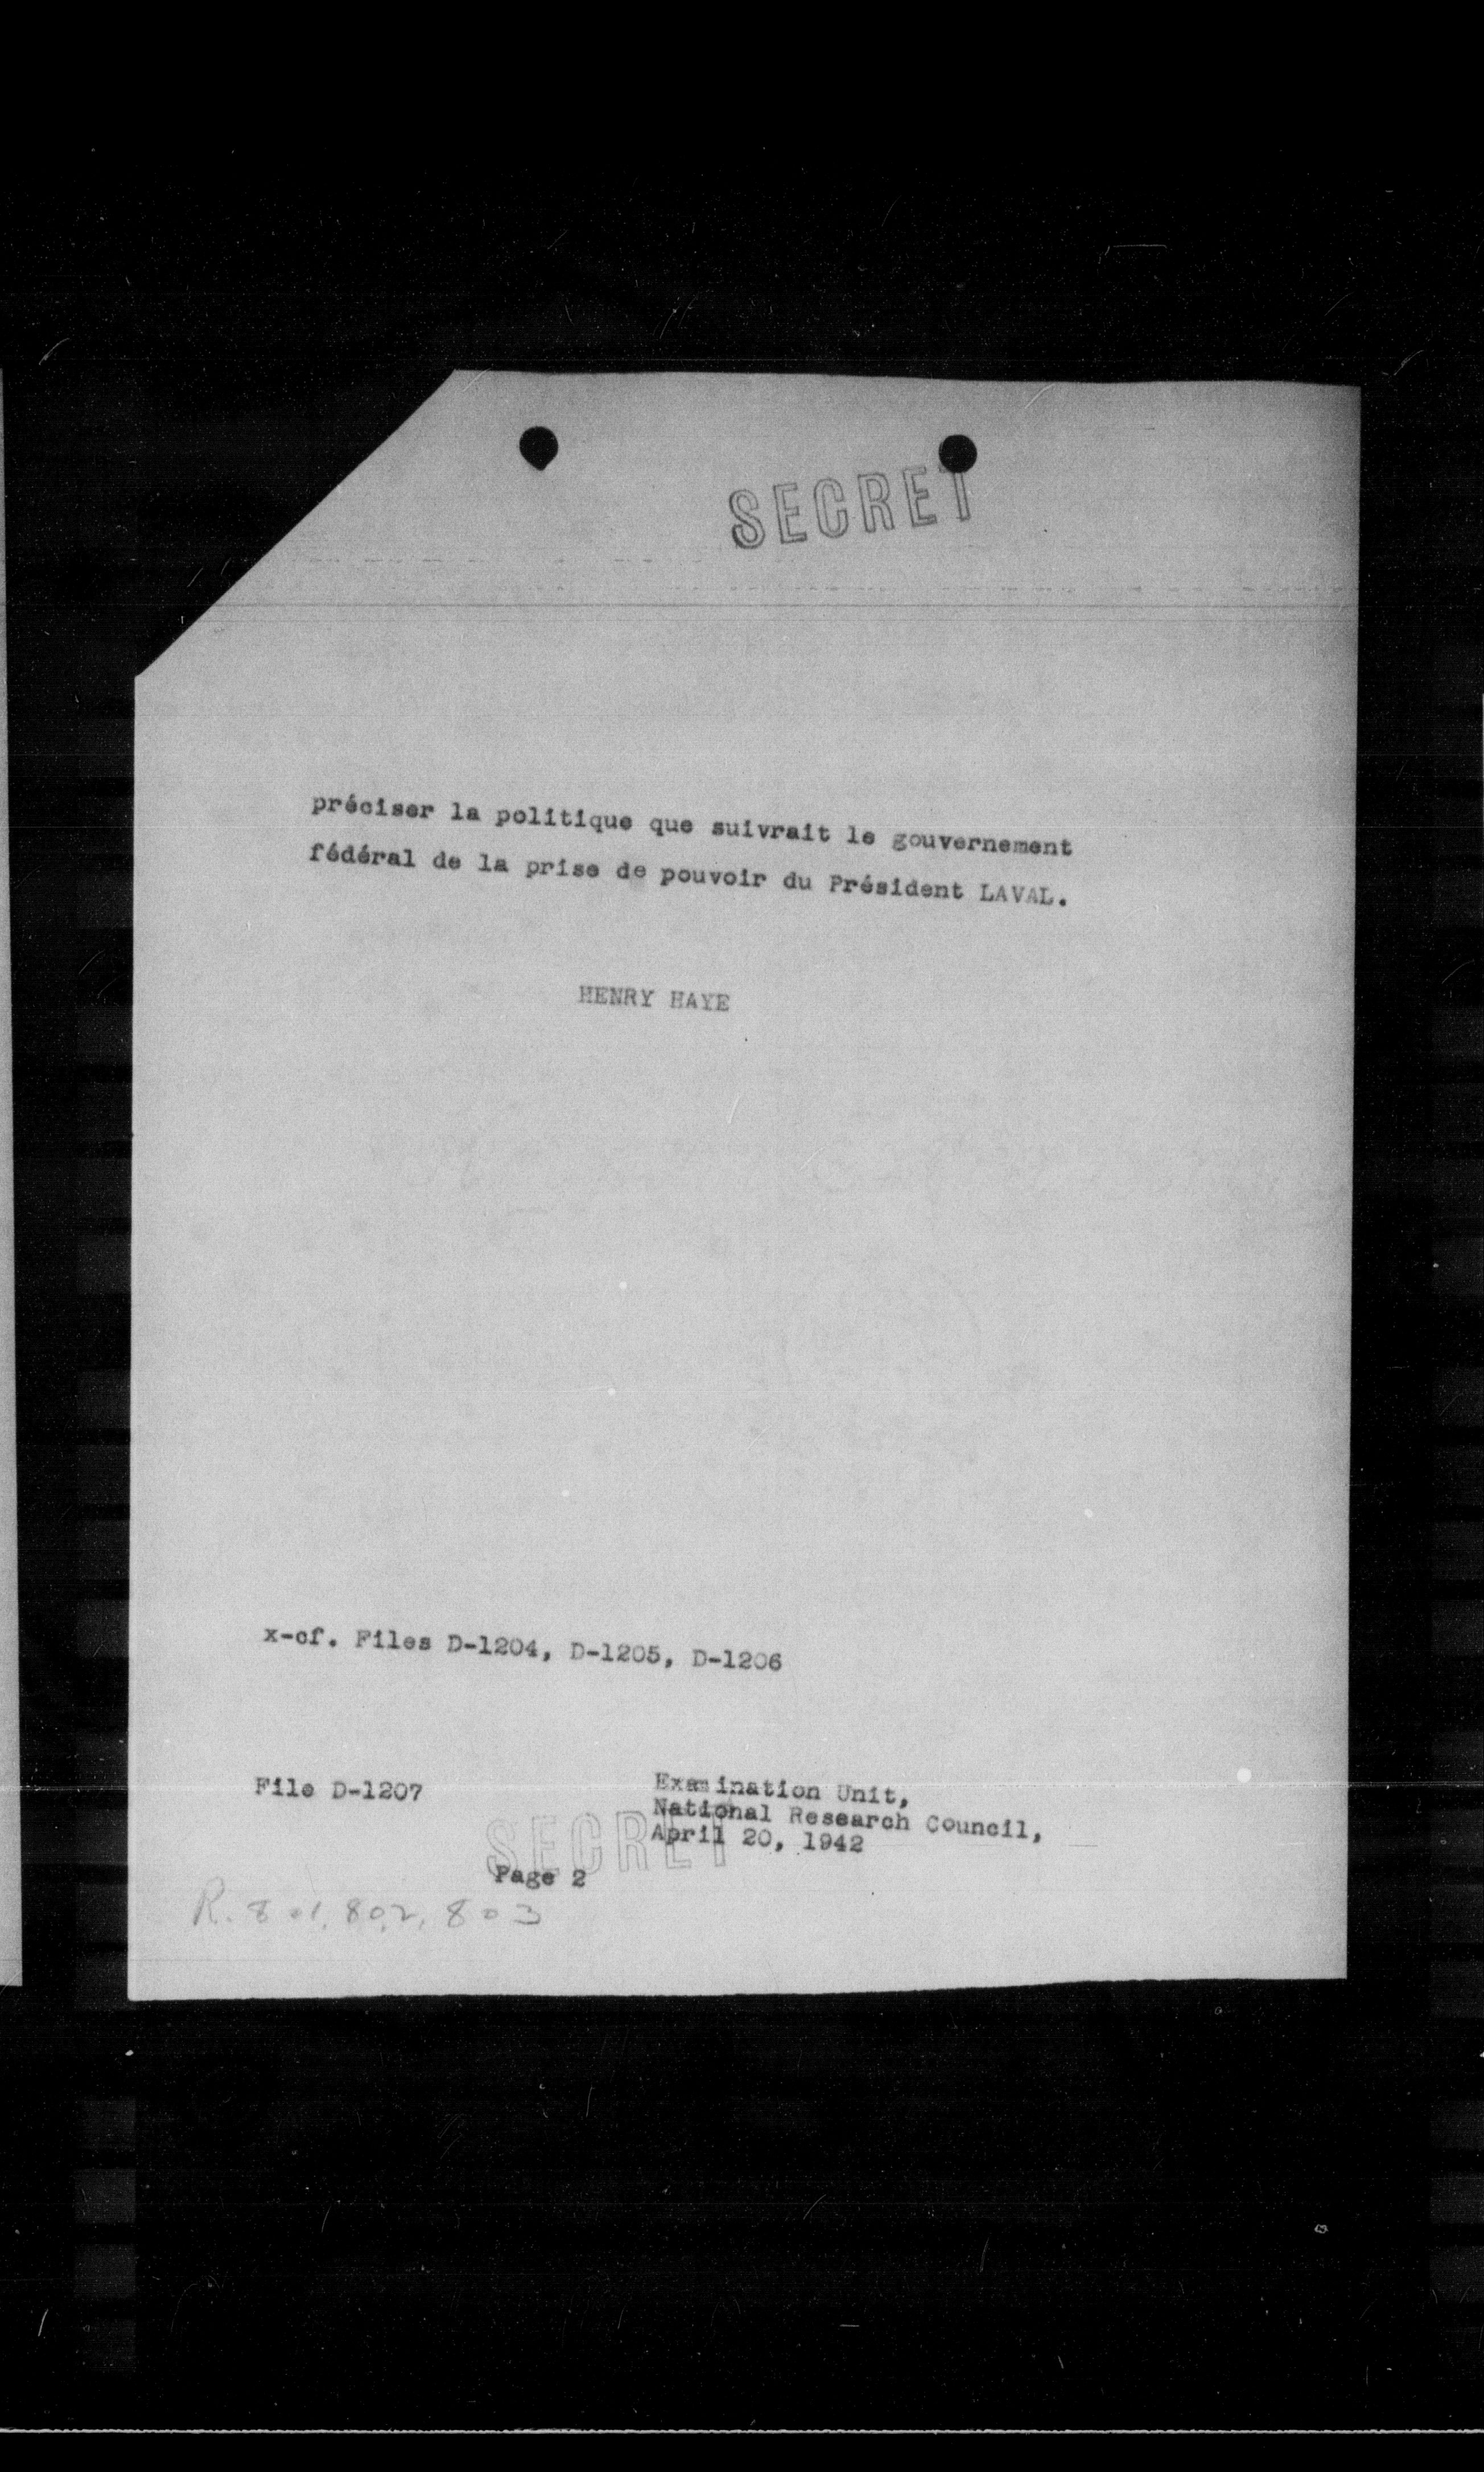 SECRET
préciser la politique que suivrait le gouvernement
fédéral de la prise de pouvoir du Président LAVAL.
HENRY HAYE
x-cf. Files D-1204, D-1205, D-1206
File D-1207
Examination Unit,
National Research Council,
April 20, 1942
SECRET
Page 2
R. 801, 802, 803